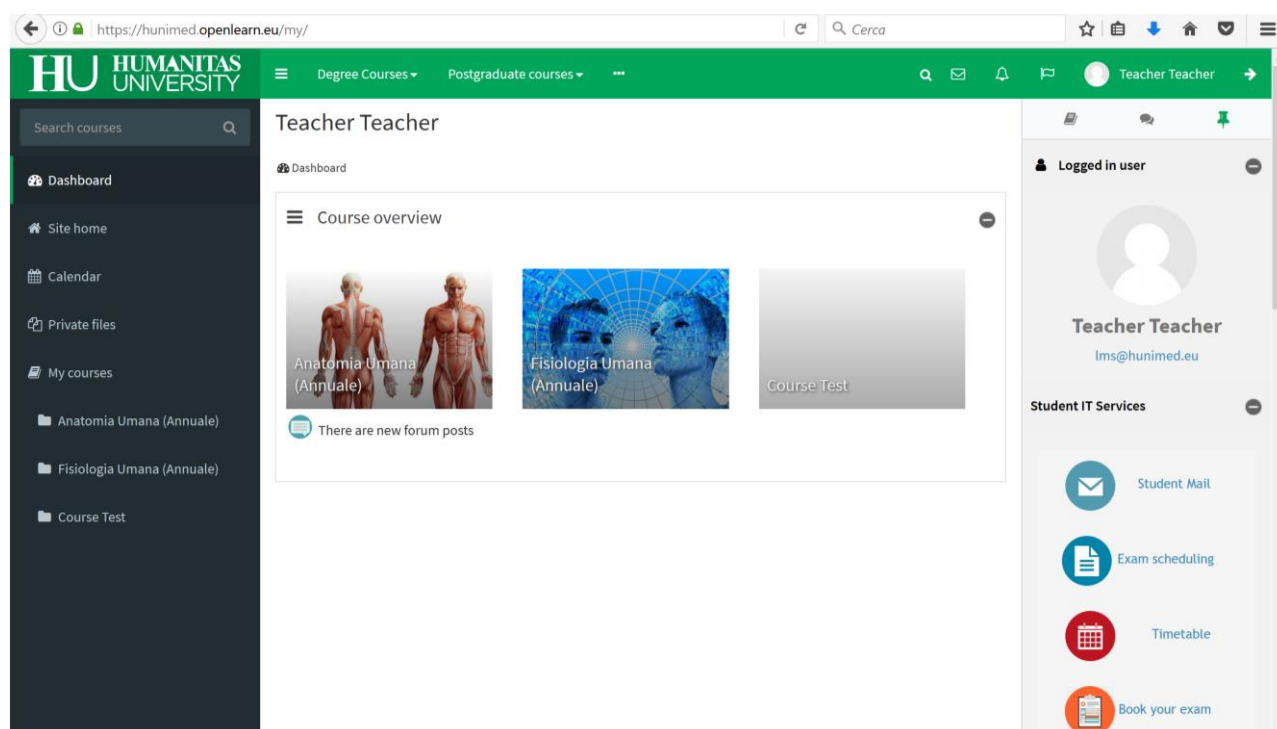 https://hunimed.openlearn.eu/my/
Cerca
HU HUMANITAS
UNIVERSITY
Degree Courses
Postgraduate courses
Teacher Teacher
Search courses
Dashboard
Site home
Calendar
Private files
My courses
Anatomia Umana (Annuale)
Fisiologia Umana (Annuale)
Course Test
Teacher Teacher
Dashboard
Course overview
Anatomia Umana
(Annuale)
Fisiologia Umana
(Annuale)
Course Test
There are new forum posts
Logged in user
Teacher Teacher
lms@hunimed.eu
Student IT Services
Student Mail
Exam scheduling
Timetable
Book your exam